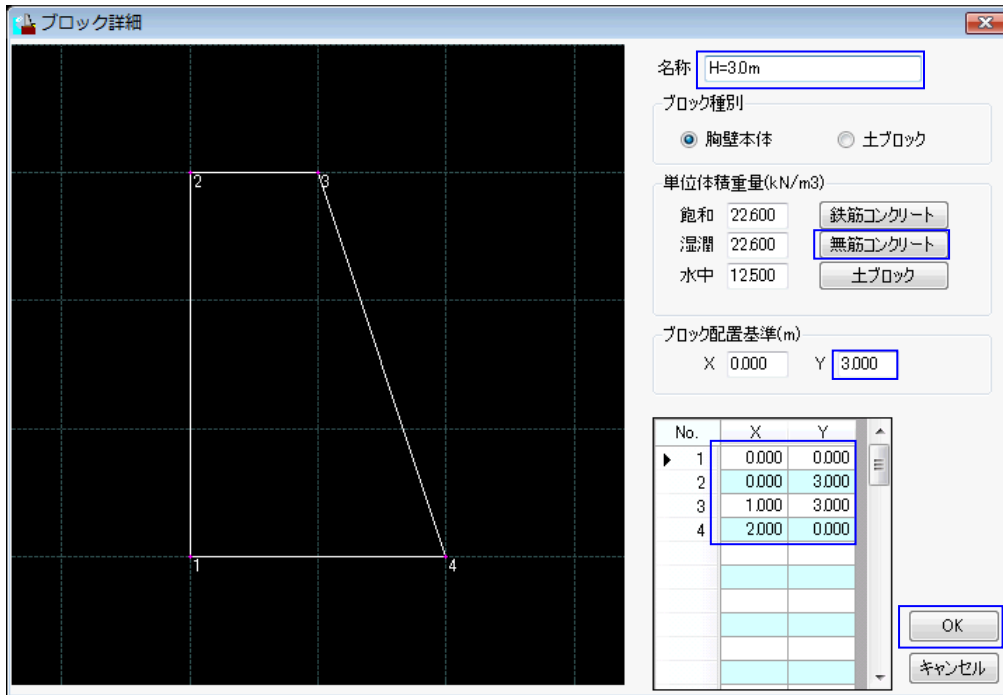 ブロック詳細
名称 H=3.0m
ブロック種別
胸壁本体 土ブロック
単位体積重量(kN/m3)
飽和 22.600 鉄筋コンクリート
湿潤 22.600 無筋コンクリート
水中 12.500 土ブロック
ブロック配置基準(m)
X 0.000 Y 3.000
No. X Y
1 0.000 0.000
2 0.000 3.000
3 1.000 3.000
4 2.000 0.000
2 3
1 4
OK
キャンセル